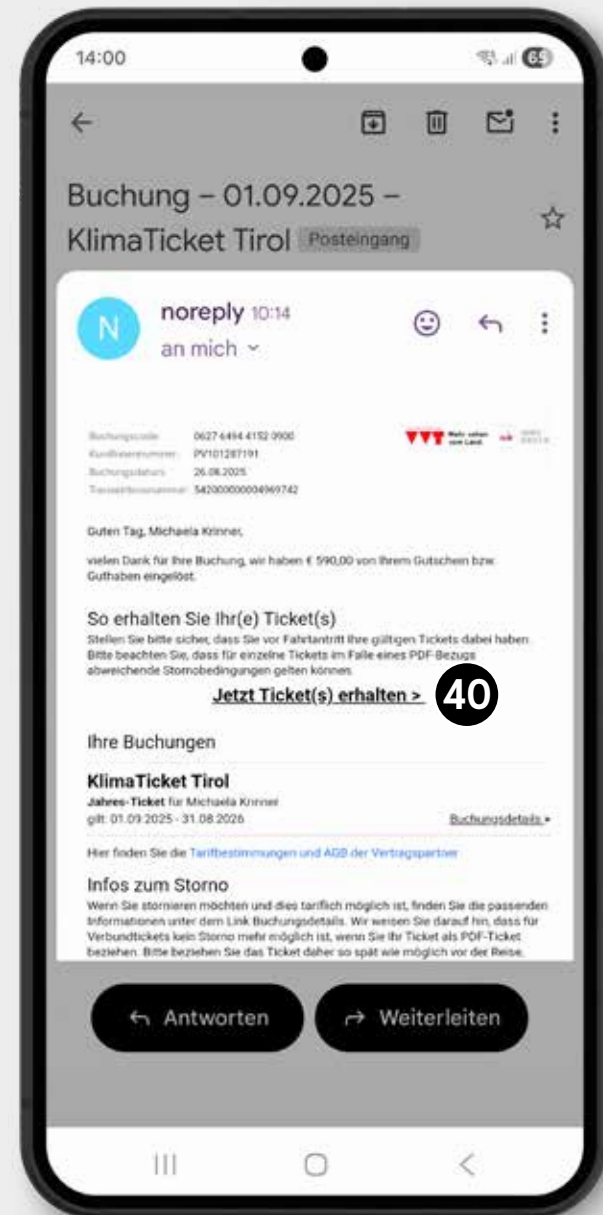 14:00
65
Buchung – 01.09.2025 –
KlimaTicket Tirol Posteingang
N
noreply 10:14
an mich
Buchungscode 0627 6494 4152 0900
Kundennummer PV101287191
Buchungsdatum 26.08.2025
Transaktionsnummer 542000000004969742
VVT Mehr sehen
vom Land.
Guten Tag, Michaela Krinner,
vielen Dank für Ihre Buchung, wir haben € 590,00 von Ihrem Gutschein bzw.
Guthaben eingelöst.
So erhalten Sie Ihr(e) Ticket(s)
Stellen Sie bitte sicher, dass Sie vor Fahrtantritt Ihre gültigen Tickets dabei haben.
Bitte beachten Sie, dass für einzelne Tickets im Falle eines PDF-Bezugs
abweichende Stornobedingungen gelten können.
Jetzt Ticket(s) erhalten > 40
Ihre Buchungen
KlimaTicket Tirol
Jahres-Ticket für Michaela Krinner
gilt: 01.09.2025 - 31.08.2026 Buchungsdetails
Hier finden Sie die Tarifbestimmungen und AGB der Vertragspartner
Infos zum Storno
Wenn Sie stornieren möchten und dies tariflich möglich ist, finden Sie die passenden
Informationen unter dem Link Buchungsdetails. Wir weisen Sie darauf hin, dass für
Verbundtickets kein Storno mehr möglich ist, wenn Sie Ihr Ticket als PDF-Ticket
beziehen. Bitte beziehen Sie das Ticket daher so spät wie möglich vor der Reise.
Antworten Weiterleiten